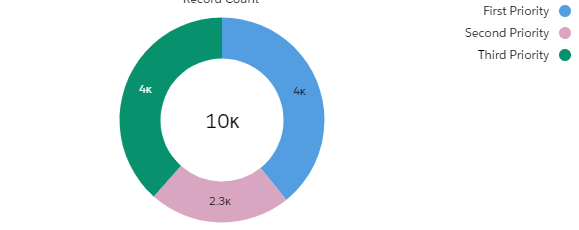 Record Count
First Priority
Second Priority
Third Priority
4K
4K
10K
2.3K